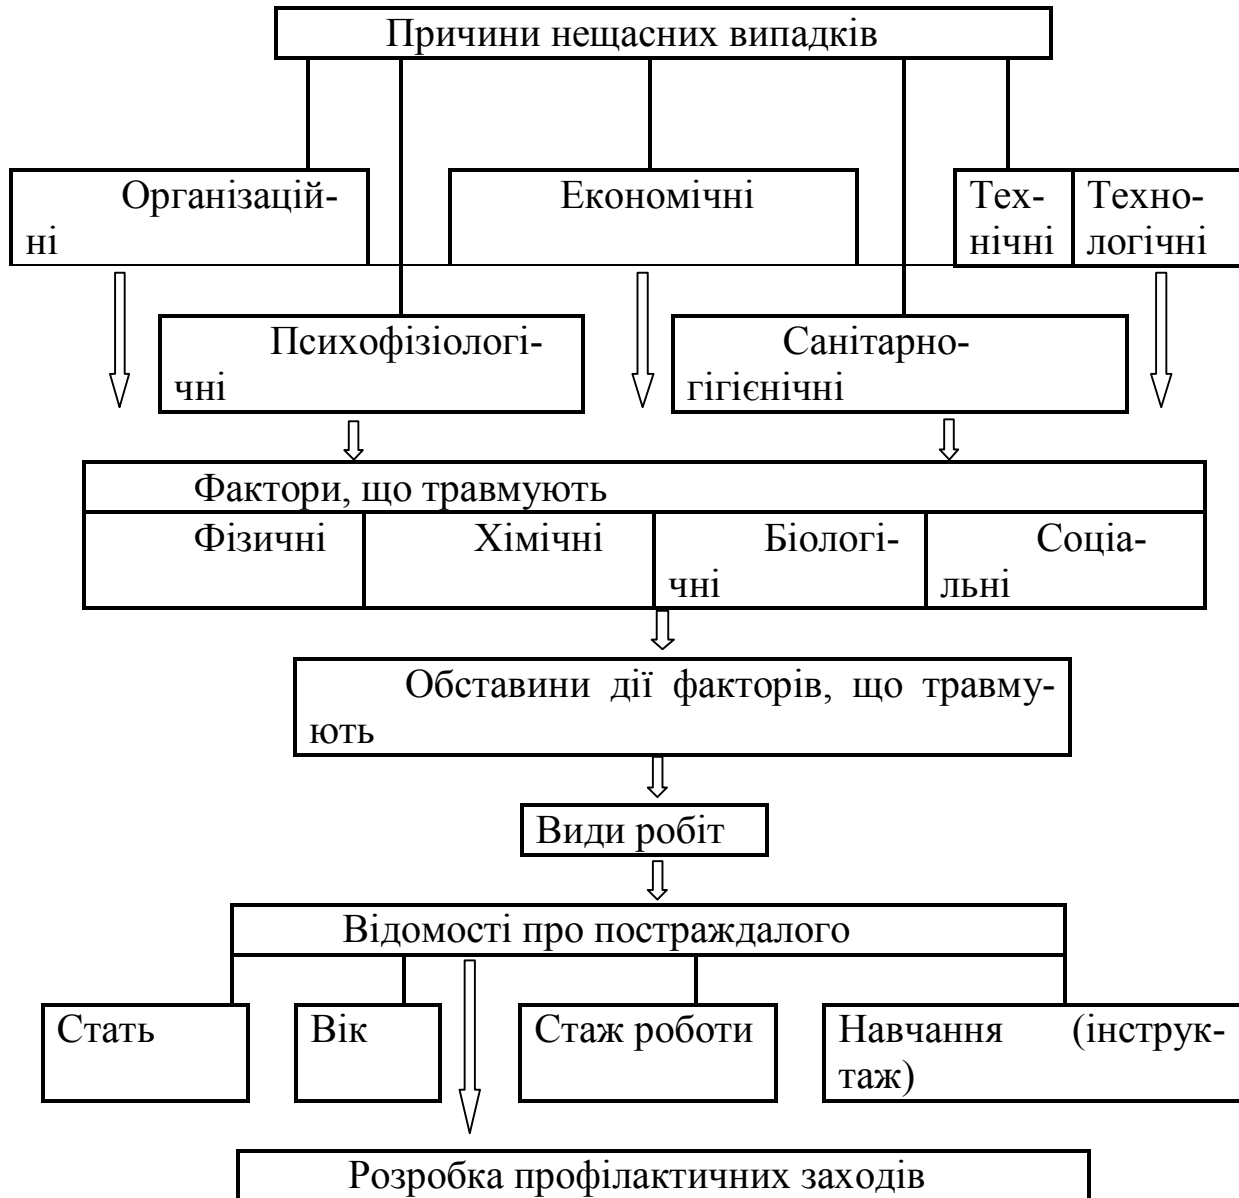 Причини нещасних випадків
Організацій-
ні
Економічні
Тех-
нічні
Техно-
логічні
Психофізіологі-
чні
Санітарно-
гігієнічні
Фактори, що травмують
Фізичні
Хімічні
Біологі-
чні
Соціа-
льні
Обставини дії факторів, що травму-
ють
Види робіт
Відомості про постраждалого
Стать
Вік
Стаж роботи
Навчання (інструк-
таж)
Розробка профілактичних заходів